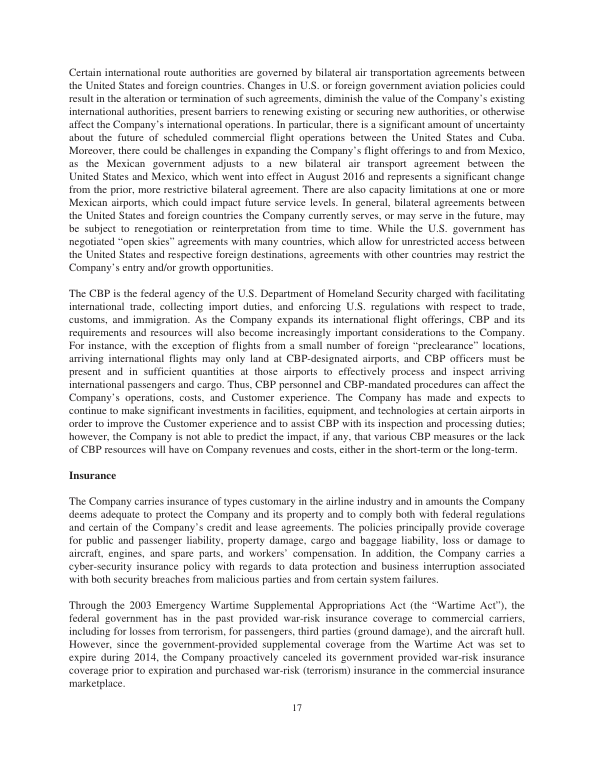 Certain international route authorities are governed by bilateral air transportation agreements between
the United States and foreign countries. Changes in U.S. or foreign government aviation policies could
result in the alteration or termination of such agreements, diminish the value of the Company’s existing
international authorities, present barriers to renewing existing or securing new authorities, or otherwise
affect the Company’s international operations. In particular, there is a significant amount of uncertainty
about the future of scheduled commercial flight operations between the United States and Cuba.
Moreover, there could be challenges in expanding the Company’s flight offerings to and from Mexico,
as the Mexican government adjusts to a new bilateral air transport agreement between the
United States and Mexico, which went into effect in August 2016 and represents a significant change
from the prior, more restrictive bilateral agreement. There are also capacity limitations at one or more
Mexican airports, which could impact future service levels. In general, bilateral agreements between
the United States and foreign countries the Company currently serves, or may serve in the future, may
be subject to renegotiation or reinterpretation from time to time. While the U.S. government has
negotiated “open skies” agreements with many countries, which allow for unrestricted access between
the United States and respective foreign destinations, agreements with other countries may restrict the
Company’s entry and/or growth opportunities.
The CBP is the federal agency of the U.S. Department of Homeland Security charged with facilitating
international trade, collecting import duties, and enforcing U.S. regulations with respect to trade,
customs, and immigration. As the Company expands its international flight offerings, CBP and its
requirements and resources will also become increasingly important considerations to the Company.
For instance, with the exception of flights from a small number of foreign “preclearance” locations,
arriving international flights may only land at CBP-designated airports, and CBP officers must be
present and in sufficient quantities at those airports to effectively process and inspect arriving
international passengers and cargo. Thus, CBP personnel and CBP-mandated procedures can affect the
Company’s operations, costs, and Customer experience. The Company has made and expects to
continue to make significant investments in facilities, equipment, and technologies at certain airports in
order to improve the Customer experience and to assist CBP with its inspection and processing duties;
however, the Company is not able to predict the impact, if any, that various CBP measures or the lack
of CBP resources will have on Company revenues and costs, either in the short-term or the long-term.
Insurance
The Company carries insurance of types customary in the airline industry and in amounts the Company
deems adequate to protect the Company and its property and to comply both with federal regulations
and certain of the Company’s credit and lease agreements. The policies principally provide coverage
for public and passenger liability, property damage, cargo and baggage liability, loss or damage to
aircraft, engines, and spare parts, and workers’ compensation. In addition, the Company carries a
cyber-security insurance policy with regards to data protection and business interruption associated
with both security breaches from malicious parties and from certain system failures.
Through the 2003 Emergency Wartime Supplemental Appropriations Act (the “Wartime Act”), the
federal government has in the past provided war-risk insurance coverage to commercial carriers,
including for losses from terrorism, for passengers, third parties (ground damage), and the aircraft hull.
However, since the government-provided supplemental coverage from the Wartime Act was set to
expire during 2014, the Company proactively canceled its government provided war-risk insurance
coverage prior to expiration and purchased war-risk (terrorism) insurance in the commercial insurance
marketplace.
17